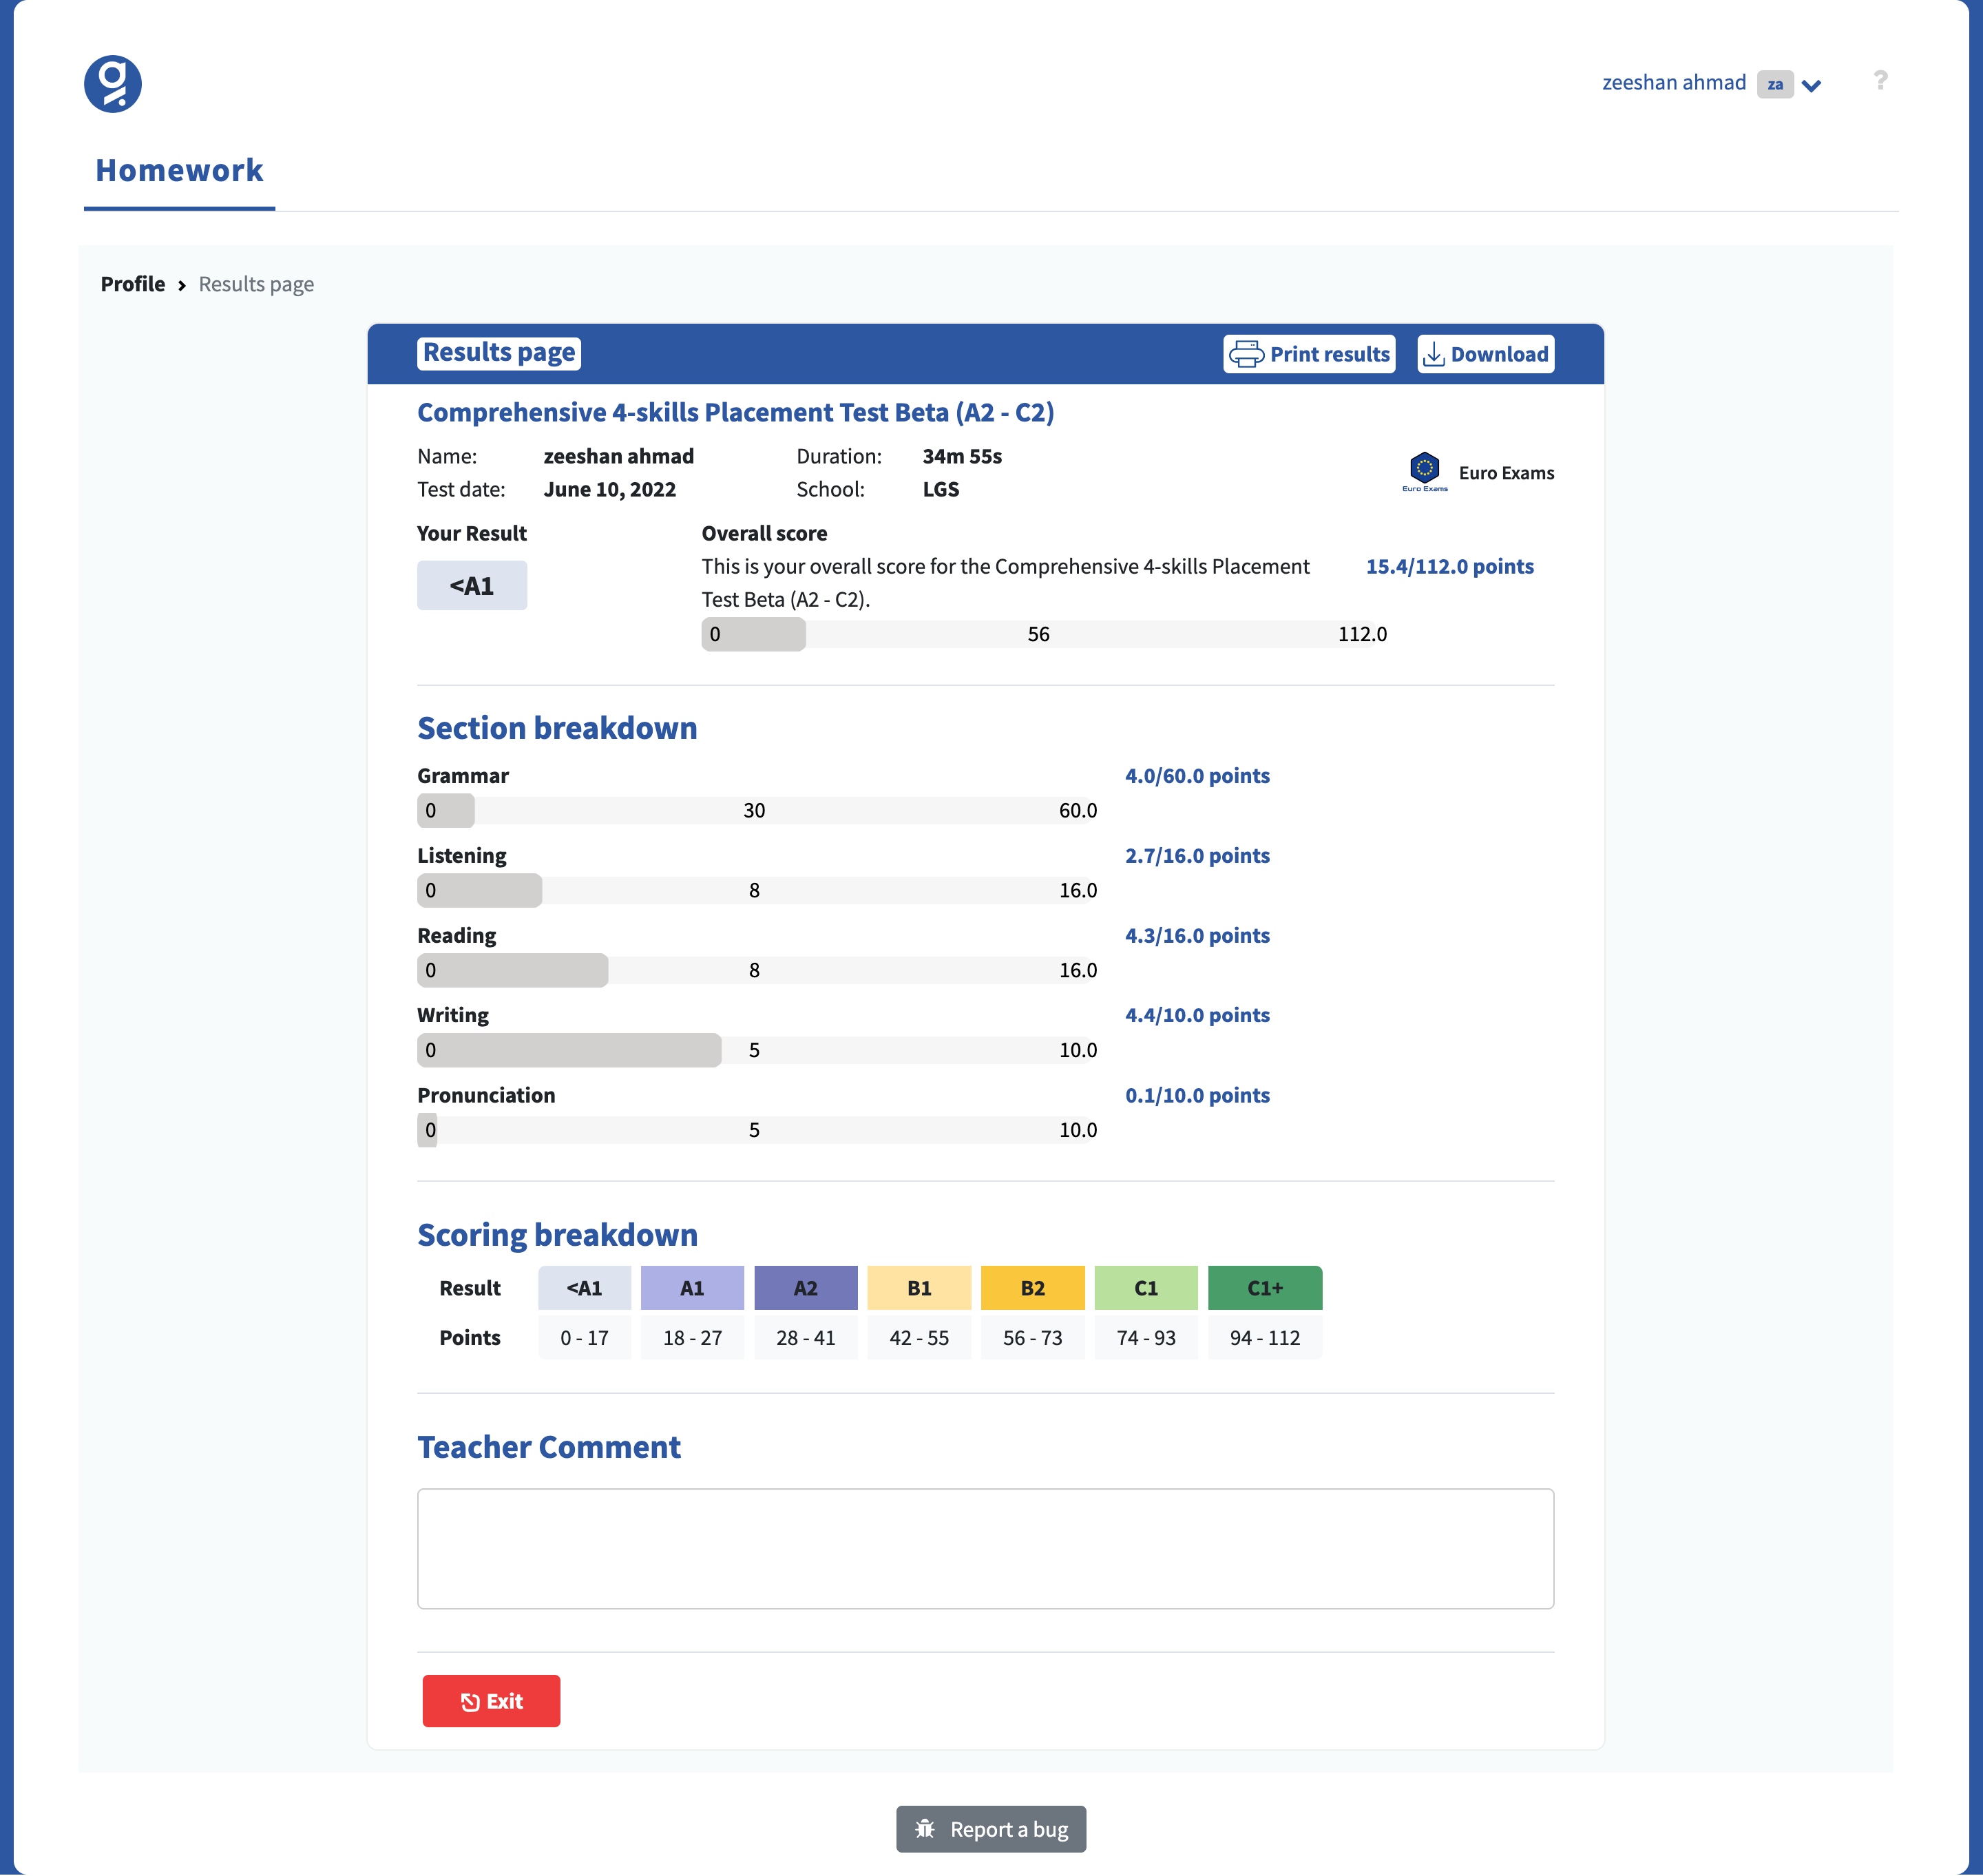 g
zeeshan ahmad za ?
Homework
Profile › Results page
Results page Print results Download
Comprehensive 4-skills Placement Test Beta (A2 - C2)
Name: zeeshan ahmad Duration: 34m 55s
Test date: June 10, 2022 School: LGS
Euro Exams Euro Exams
Your Result Overall score
<A1 This is your overall score for the Comprehensive 4-skills Placement 15.4/112.0 points
Test Beta (A2 - C2).
0 56 112.0
Section breakdown
Grammar 4.0/60.0 points
0 30 60.0
Listening 2.7/16.0 points
0 8 16.0
Reading 4.3/16.0 points
0 8 16.0
Writing 4.4/10.0 points
0 5 10.0
Pronunciation 0.1/10.0 points
0 5 10.0
Scoring breakdown
Result <A1 A1 A2 B1 B2 C1 C1+
Points 0 - 17 18 - 27 28 - 41 42 - 55 56 - 73 74 - 93 94 - 112
Teacher Comment
Exit
Report a bug